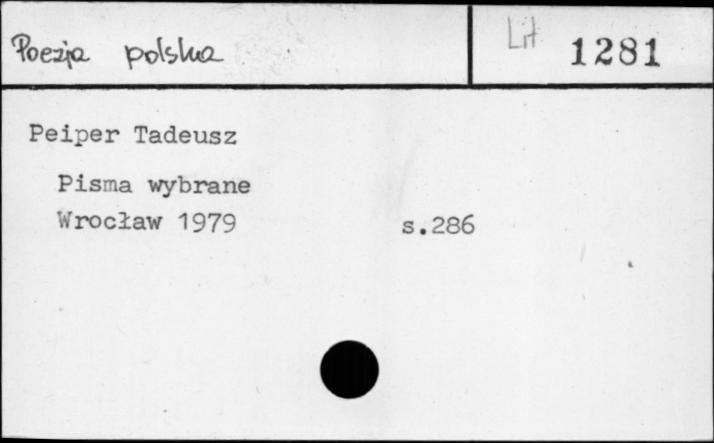 Poezja polska
Lit 1281
Peiper Tadeusz
Pisma wybrane
Wrocław 1979 s.286